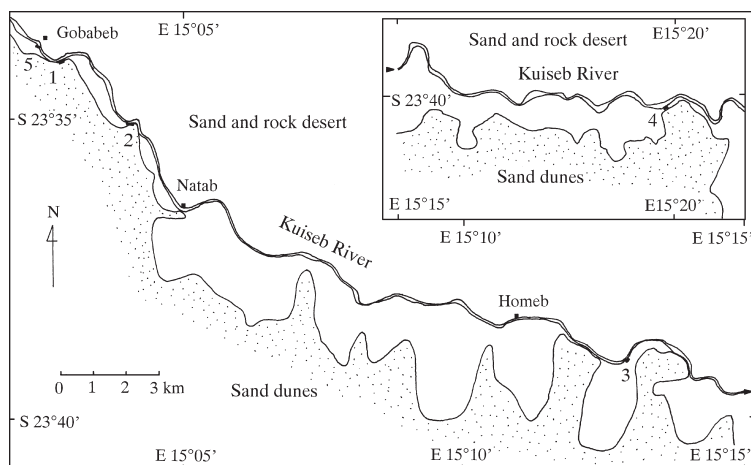 Gobabeb
E 15°05’
5
1
S 23°35’
2
Sand and rock desert
Natab
N
Kuiseb River
Homeb
0 1 2 3 km
Sand dunes
3
S 23°40’
E 15°05’
E 15°10’
E 15°15’
Sand and rock desert
E15°20’
Kuiseb River
S 23°40’
4
Sand dunes
E 15°15’
E15°20’
E 15°10’
E 15°15’